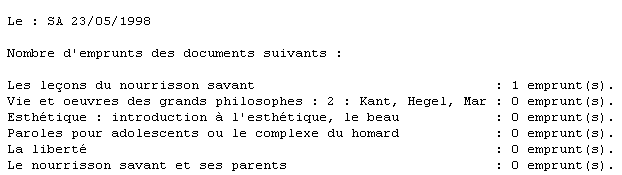 Le : SA 23/05/1998
Nombre d'emprunts des documents suivants :
Les leçons du nourrisson savant : 1 emprunt(s).
Vie et oeuvres des grands philosophes : 2 : Kant, Hegel, Mar : 0 emprunt(s).
Esthétique : introduction à l'esthétique, le beau : 0 emprunt(s).
Paroles pour adolescents ou le complexe du homard : 0 emprunt(s).
La liberté : 0 emprunt(s).
Le nourrisson savant et ses parents : 0 emprunt(s).